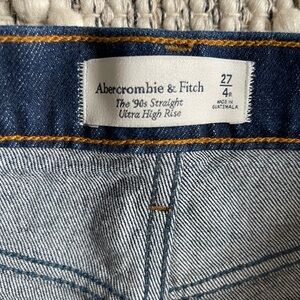 Abercrombie & Fitch
The '90s Straight
Ultra High Rise
27
4R
MADE IN
GUATEMALA